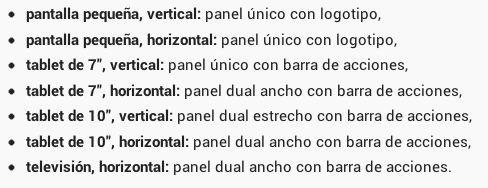 • pantalla pequeña, vertical: panel único con logotipo,
• pantalla pequeña, horizontal: panel único con logotipo,
• tablet de 7", vertical: panel único con barra de acciones,
• tablet de 7", horizontal: panel dual ancho con barra de acciones,
• tablet de 10", vertical: panel dual estrecho con barra de acciones,
• tablet de 10", horizontal: panel dual ancho con barra de acciones,
• televisión, horizontal: panel dual ancho con barra de acciones.